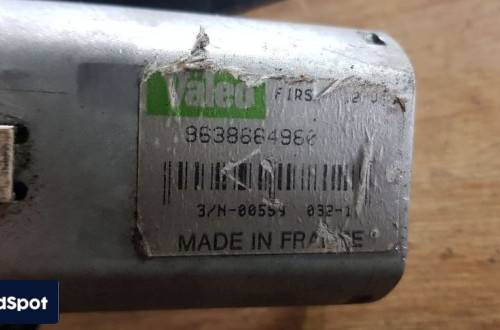 Valeo
9638664980
3/N-00559 032-1
MADE IN FRANCE
dSpot